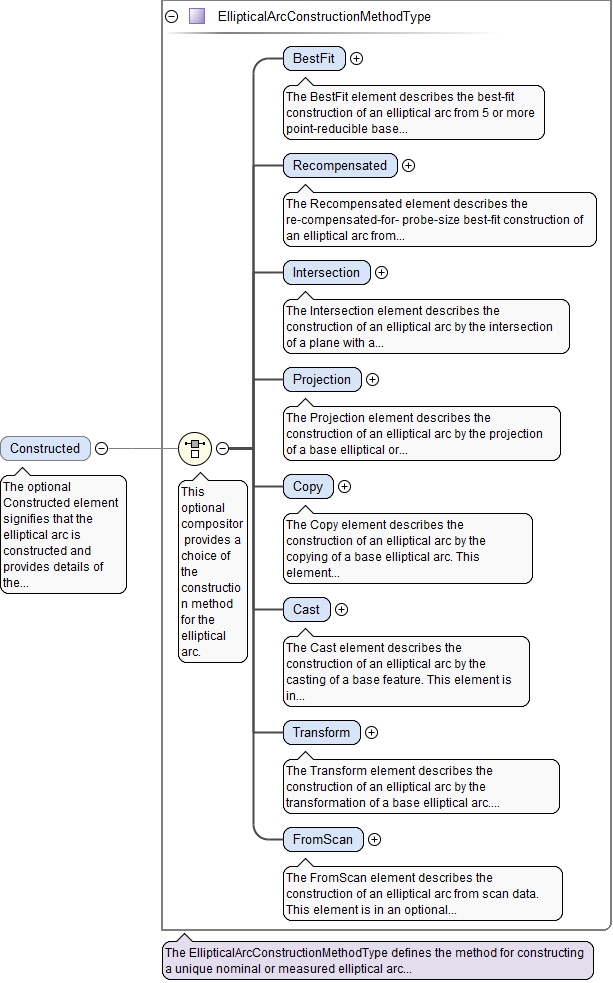 EllipticalArcConstructionMethodType
BestFit
The BestFit element describes the best-fit
construction of an elliptical arc from 5 or more
point-reducible base...
Recompensated
The Recompensated element describes the
re-compensated-for- probe-size best-fit construction of
an elliptical arc from...
Intersection
The Intersection element describes the
construction of an elliptical arc by the intersection
of a plane with a...
Projection
The Projection element describes the
construction of an elliptical arc by the projection
of a base elliptical or...
Constructed
The optional
Constructed element
signifies that the
elliptical arc is
constructed and
provides details of
the...
This
optional
compositor
provides a
choice of
the
constructio
n method
for the
elliptical
arc.
Copy
The Copy element describes the
construction of an elliptical arc by the
copying of a base elliptical arc. This
element...
Cast
The Cast element describes the
construction of an elliptical arc by the
casting of a base feature. This element is
in...
Transform
The Transform element describes the
construction of an elliptical arc by the
transformation of a base elliptical arc....
FromScan
The FromScan element describes the
construction of an elliptical arc from scan data.
This element is in an optional...
The EllipticalArcConstructionMethodType defines the method for constructing
a unique nominal or measured elliptical arc...